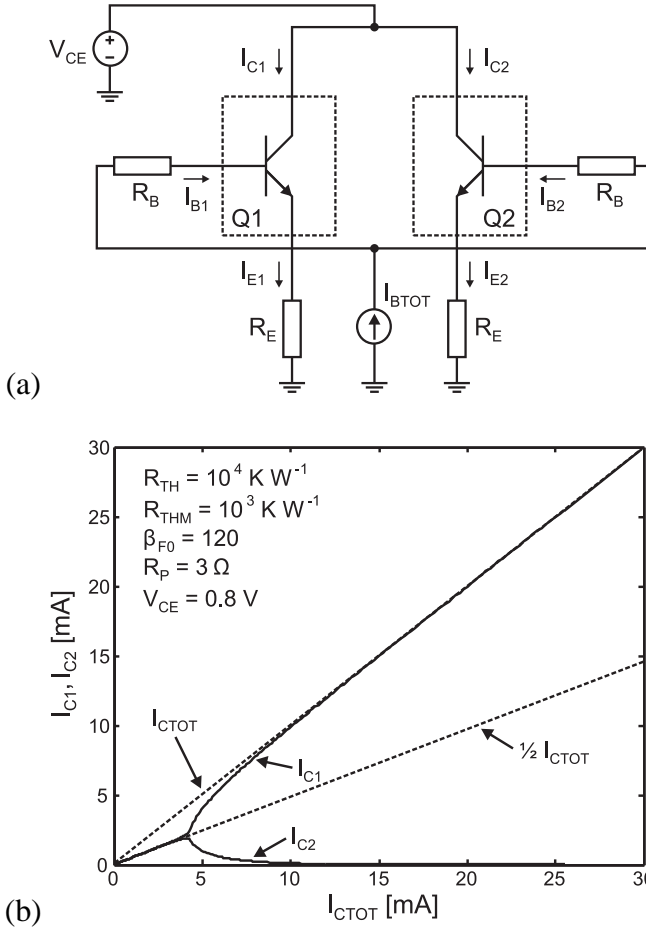 V_CE
+
−
I_C1
I_C2
R_B
I_B1
Q1
Q2
I_B2
R_B
I_E1
I_BTOT
I_E2
R_E
R_E
(a)
30
25
20
15
10
5
0
I_C1, I_C2 [mA]
R_TH = 10^4 K W^-1
R_THM = 10^3 K W^-1
β_F0 = 120
R_P = 3 Ω
V_CE = 0.8 V
I_CTOT
I_C1
½ I_CTOT
I_C2
0 5 10 15 20 25 30
I_CTOT [mA]
(b)